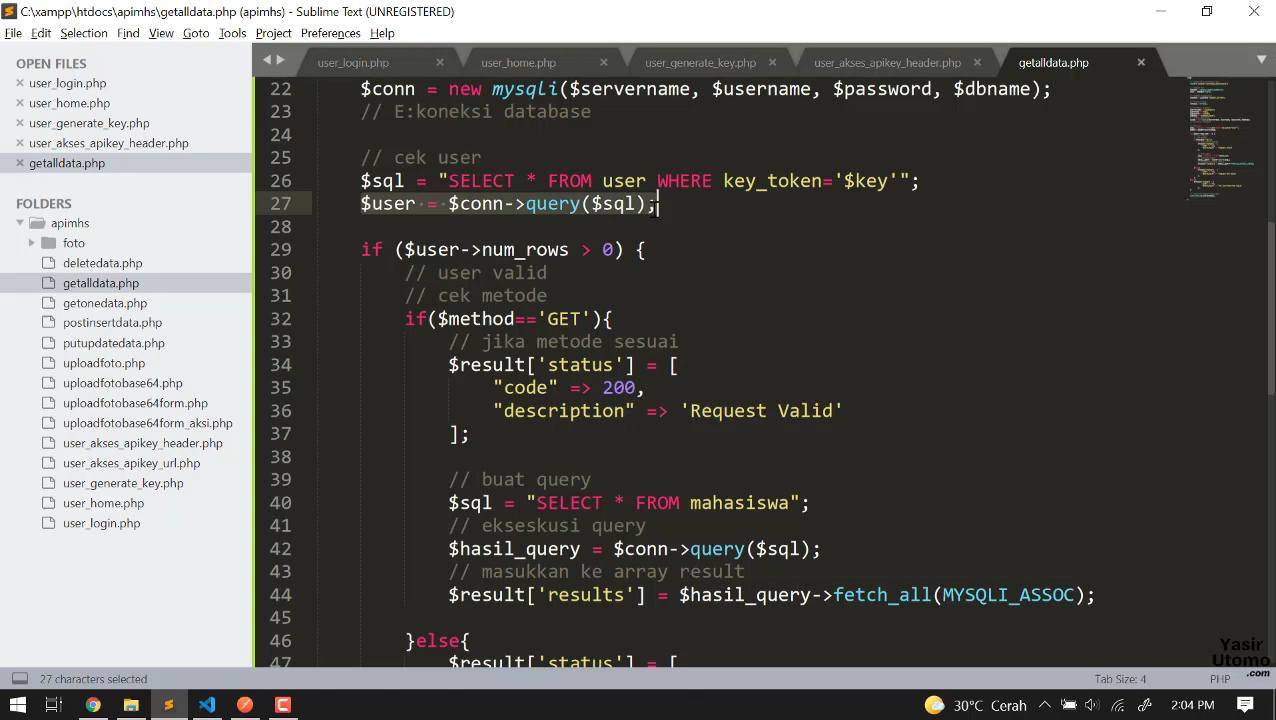 C:\xampp\htdocs\apimhs\getalldata.php (apimhs) - Sublime Text (UNREGISTERED)
File Edit Selection Find View Goto Tools Project Preferences Help
OPEN FILES
user_login.php
user_home.php
user_generate_key.php
user_akses_apikey_header.php
getalldata.php
FOLDERS
apimhs
foto
deletedata.php
getalldata.php
getonedata.php
postinsertdata.php
putupdatedata.php
uploadfoto.php
uploadfotobase64.php
uploadfotobase64form.php
uploadfotobase64form_aksi.php
user_akses_apikey_header.php
user_akses_apikey_url.php
user_generate_key.php
user_home.php
user_login.php
user_login.php user_home.php user_generate_key.php user_akses_apikey_header.php getalldata.php
22 $conn = new mysqli($servername, $username, $password, $dbname);
23 // E:koneksi database
24
25 // cek user
26 $sql = "SELECT * FROM user WHERE key_token='$key'";
27 $user = $conn->query($sql);
28
29 if ($user->num_rows > 0) {
30 // user valid
31 // cek metode
32 if($method=='GET'){
33 // jika metode sesuai
34 $result['status'] = [
35 "code" => 200,
36 "description" => 'Request Valid'
37 ];
38
39 // buat query
40 $sql = "SELECT * FROM mahasiswa";
41 // ekseskusi query
42 $hasil_query = $conn->query($sql);
43 // masukkan ke array result
44 $result['results'] = $hasil_query->fetch_all(MYSQLI_ASSOC);
45
46 }else{
47 $result['status'] = [
Yasir
Utomo
.com
27 characters selected
Tab Size: 4
PHP
30°C Cerah
2:04 PM